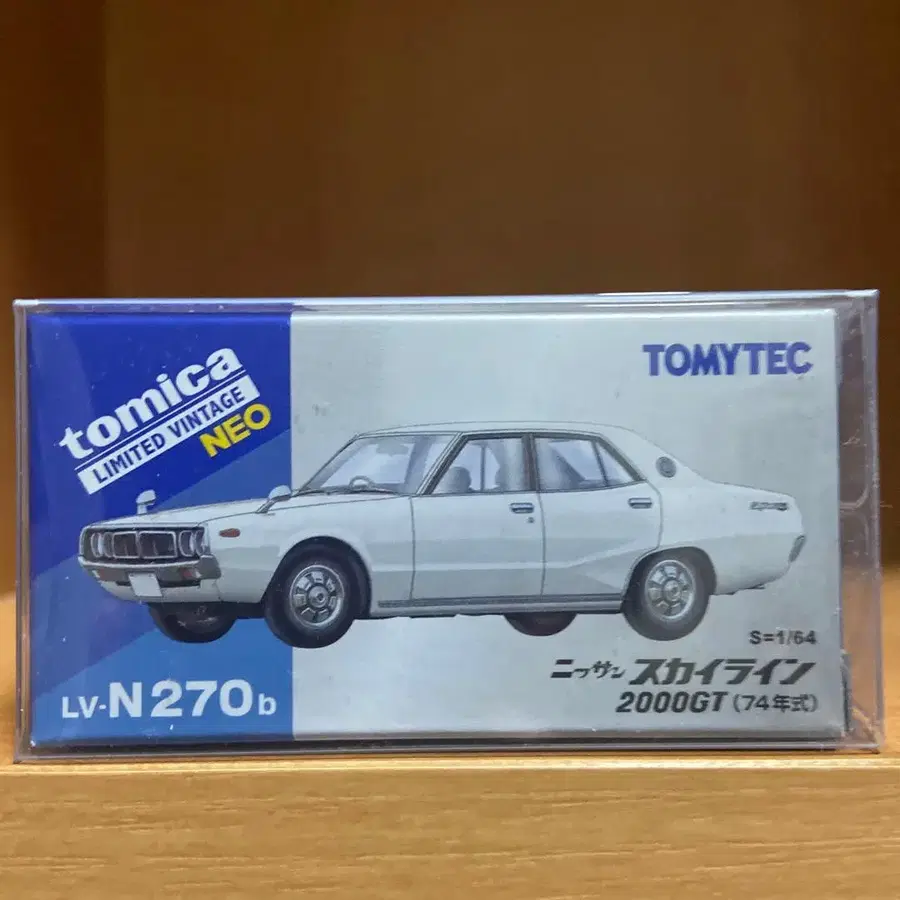 tomica
LIMITED VINTAGE
NEO
TOMYTEC
S=1/64
LV-N270b
ニッサン スカイライン
2000GT (74年式)